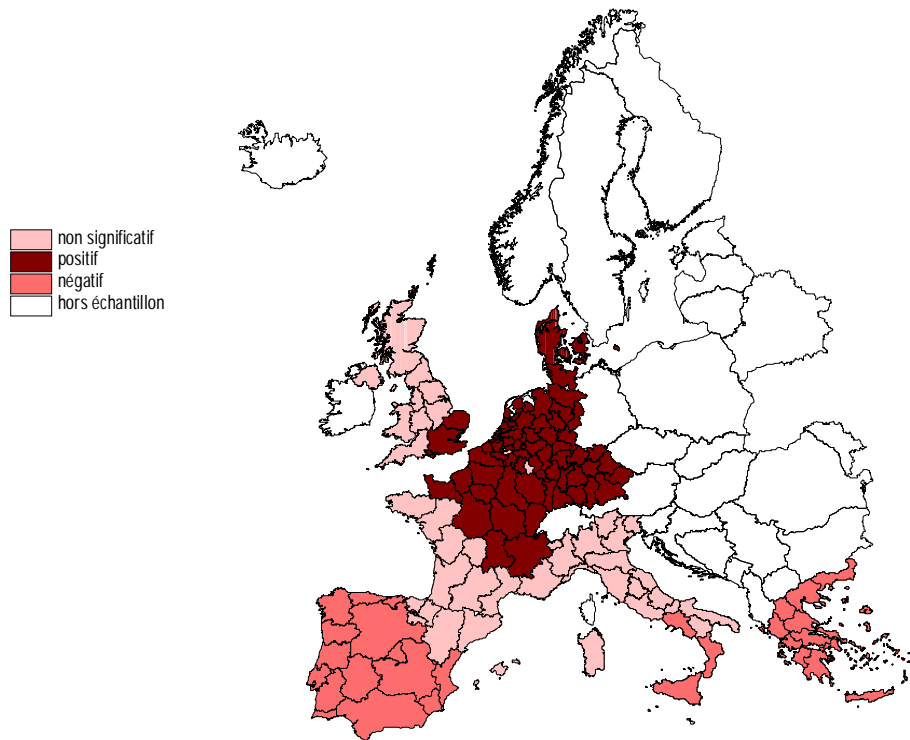 non significatif
positif
négatif
hors échantillon